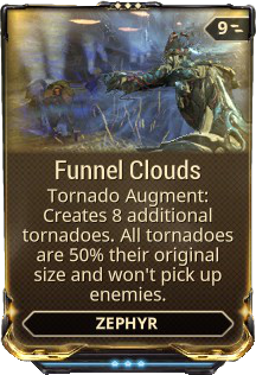 9
Funnel Clouds
Tornado Augment:
Creates 8 additional
tornadoes. All tornadoes
are 50% their original
size and won't pick up
enemies.
ZEPHYR